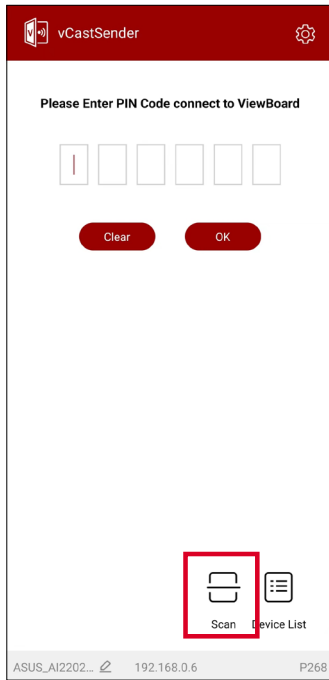 vCastSender
Please Enter PIN Code connect to ViewBoard
Clear OK
Scan Device List
ASUS_AI2202... 192.168.0.6 P268